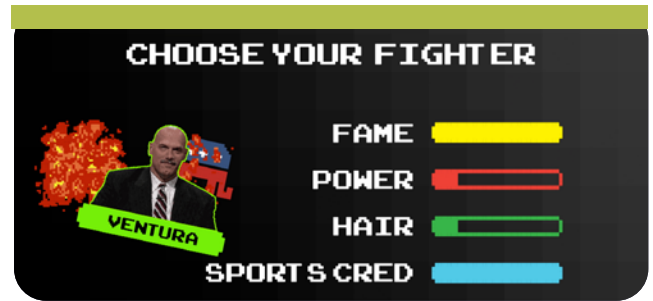 CHOOSE YOUR FIGHTER
FAME
POWER
HAIR
VENTURA
SPORTS CRED